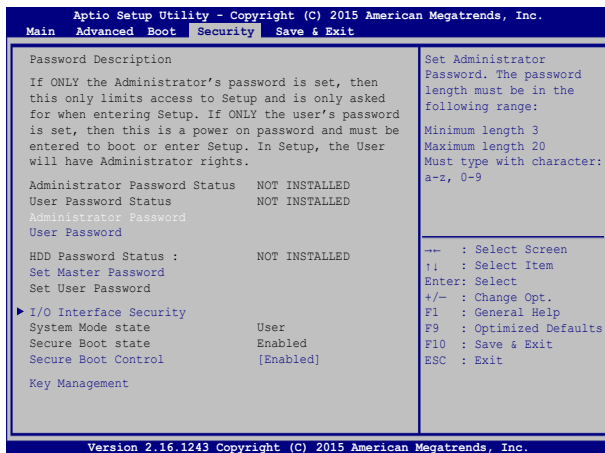 Aptio Setup Utility - Copyright (C) 2015 American Megatrends, Inc.
Main Advanced Boot Security Save & Exit
Password Description
If ONLY the Administrator's password is set, then
this only limits access to Setup and is only asked
for when entering Setup. If ONLY the user's password
is set, then this is a power on password and must be
entered to boot or enter Setup. In Setup, the User
will have Administrator rights.
Administrator Password Status NOT INSTALLED
User Password Status NOT INSTALLED
Administrator Password
User Password
HDD Password Status : NOT INSTALLED
Set Master Password
Set User Password
I/O Interface Security
System Mode state User
Secure Boot state Enabled
Secure Boot Control [Enabled]
Key Management
Set Administrator
Password. The password
length must be in the
following range:
Minimum length 3
Maximum length 20
Must type with character:
a-z, 0-9
→← : Select Screen
↑↓ : Select Item
Enter: Select
+/— : Change Opt.
F1 : General Help
F9 : Optimized Defaults
F10 : Save & Exit
ESC : Exit
Version 2.16.1243 Copyright (C) 2015 American Megatrends, Inc.